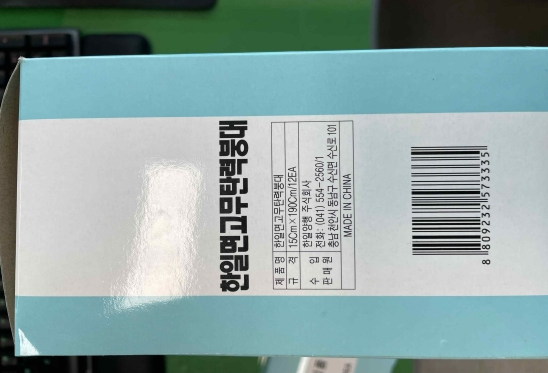 한일면고무탄력붕대
제 품 명 한일면고무탄력붕대
규 격 15Cm×190Cm/12EA
수 입 한일양행 주식회사
판 매 원 전화 : (041) 554-2560/1
충남 천안시 동남구 수신면 수신로 101
MADE IN CHINA
8 809232 573335